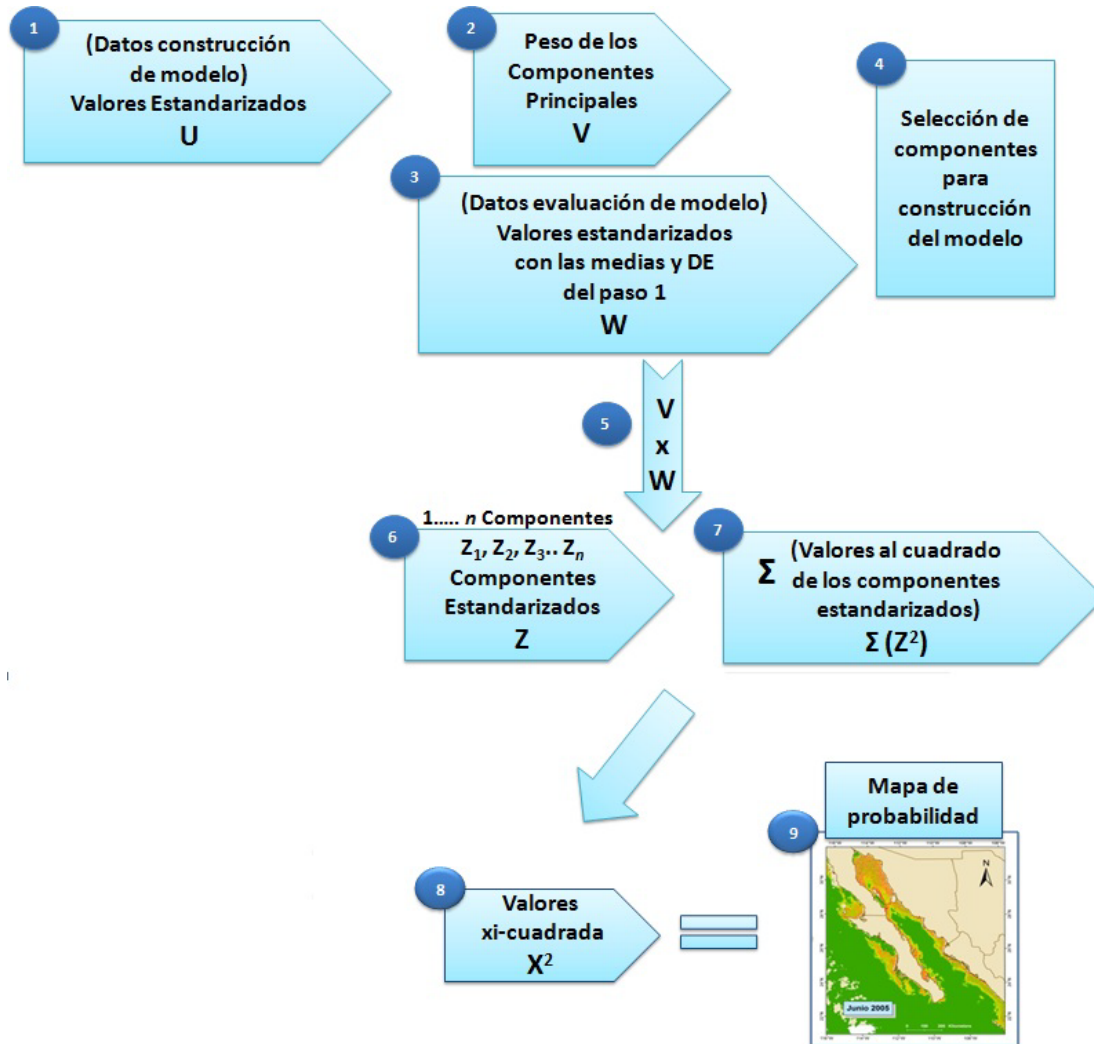 1
(Datos construcción
de modelo)
Valores Estandarizados
U
2
Peso de los
Componentes
Principales
V
3
(Datos evaluación de modelo)
Valores estandarizados
con las medias y DE
del paso 1
W
4
Selección de
componentes
para
construcción
del modelo
5
V
x
W
6
1..... n Componentes
Z₁, Z₂, Z₃.. Zₙ
Componentes
Estandarizados
Z
7
Σ (Valores al cuadrado
de los componentes
estandarizados)
Σ (Z²)
8
Valores
xi-cuadrada
X²
9
Mapa de
probabilidad
N
Junio 2005